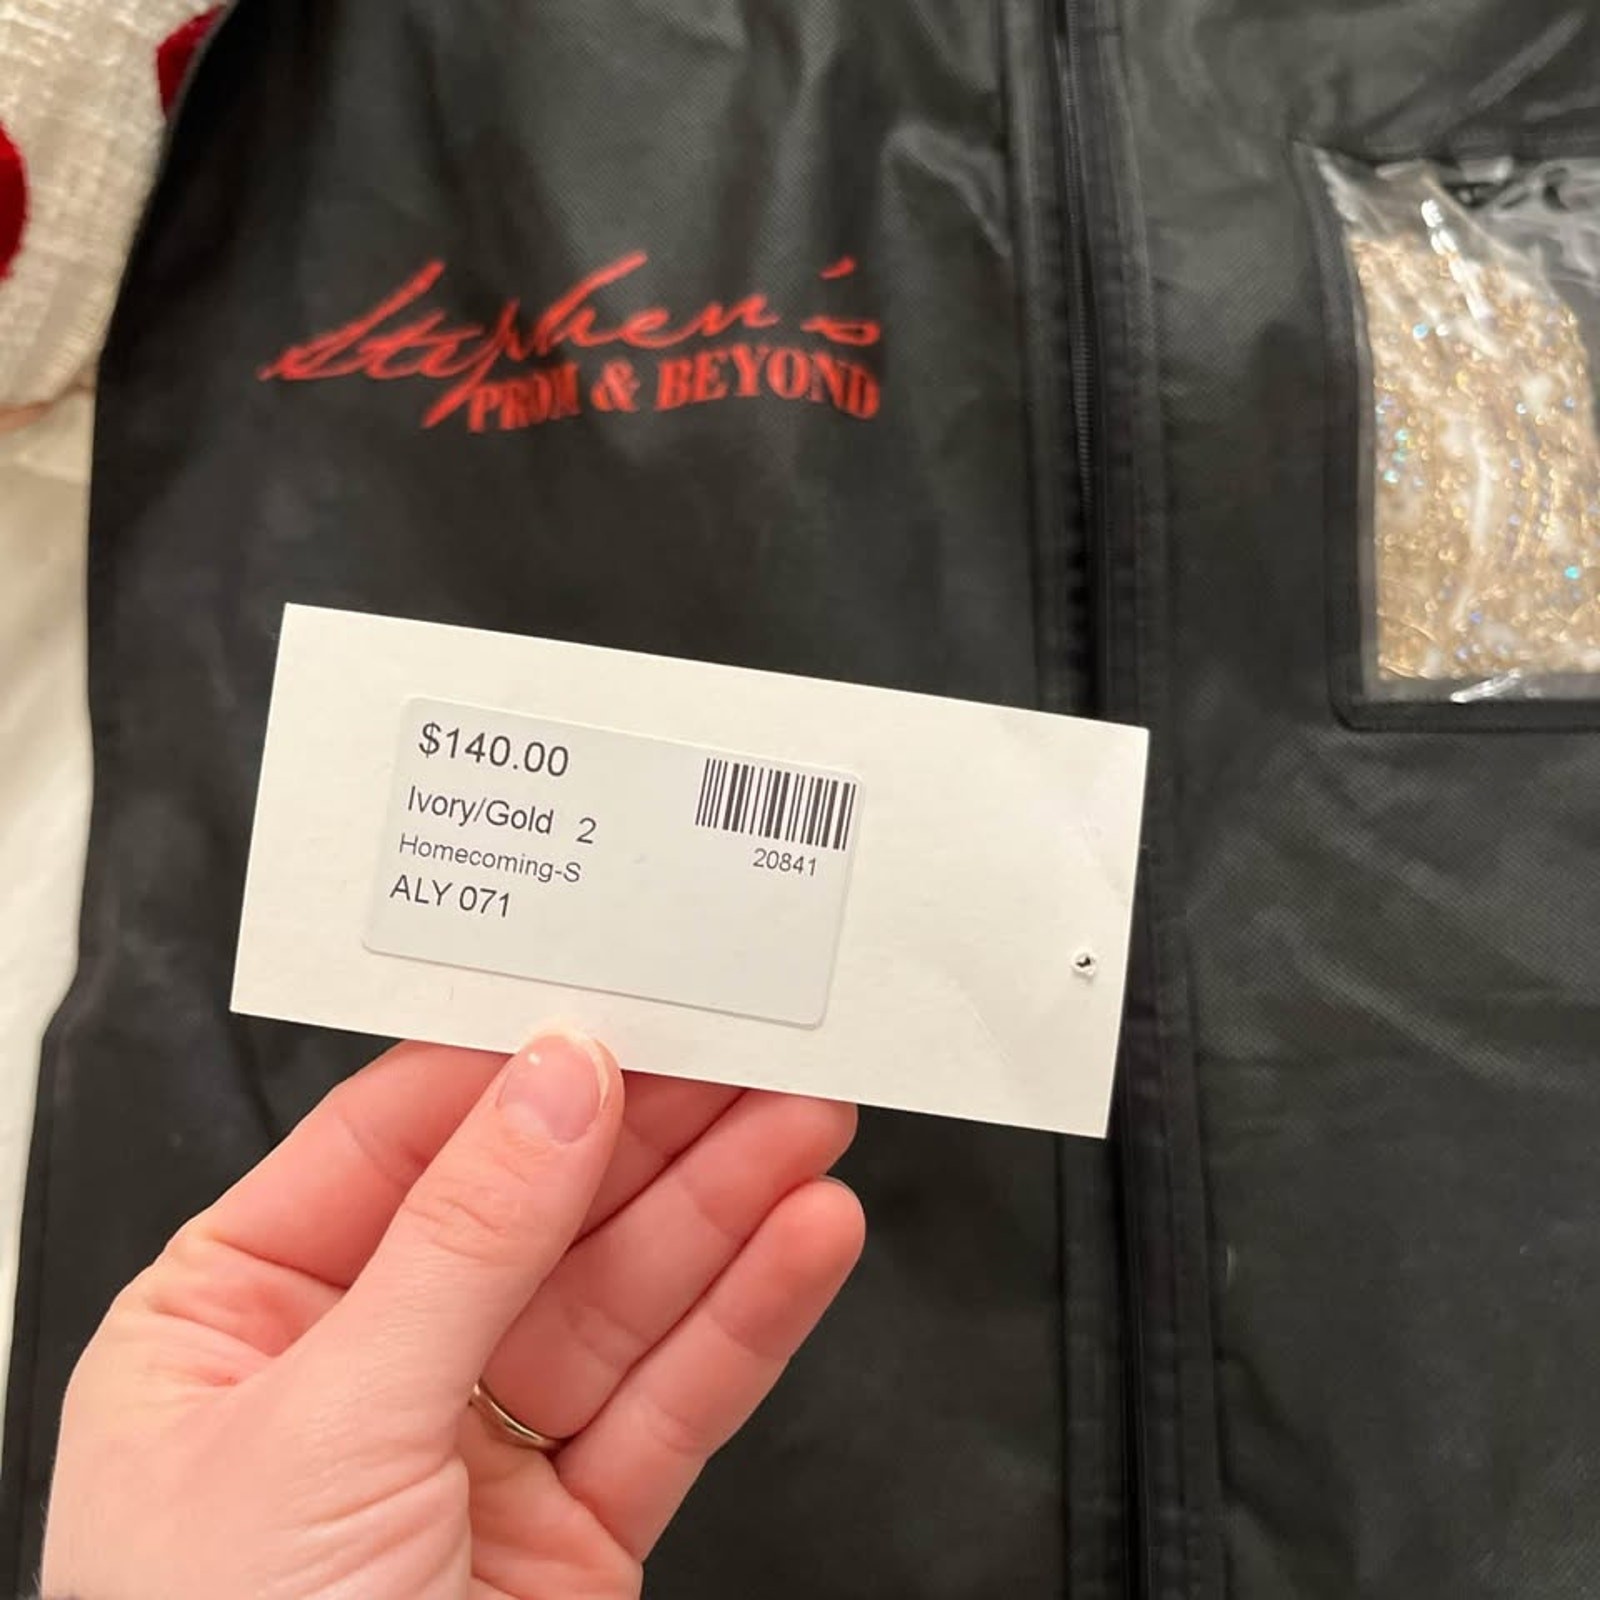 Stephen's
PROM & BEYOND
$140.00
Ivory/Gold 2
Homecoming-S
ALY 071
20841